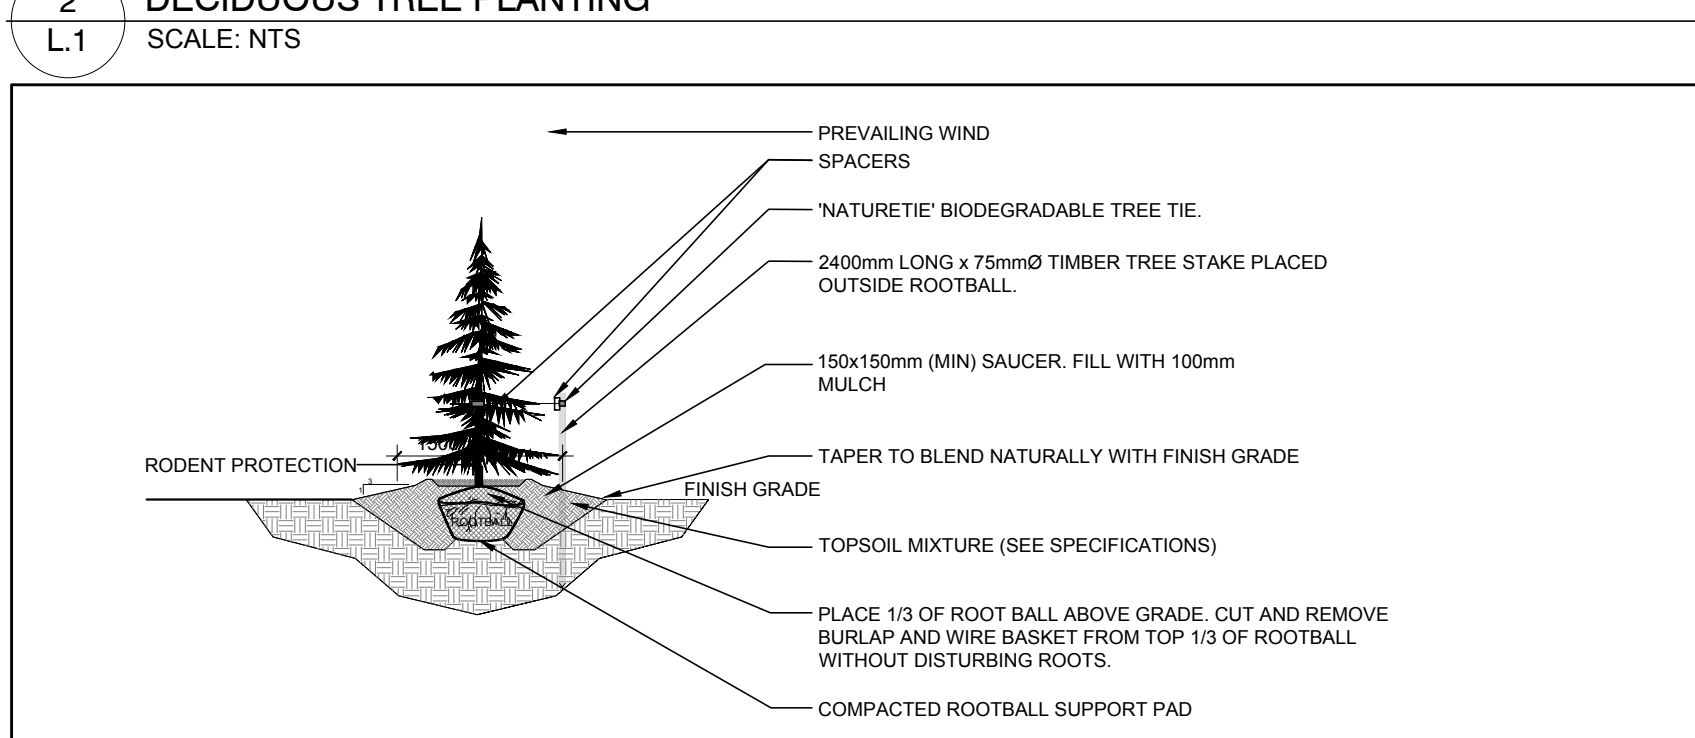 2
DECIDUOUS TREE PLANTING
L.1
SCALE: NTS
PREVAILING WIND
SPACERS
'NATURETIE' BIODEGRADABLE TREE TIE.
2400mm LONG x 75mmØ TIMBER TREE STAKE PLACED
OUTSIDE ROOTBALL.
150x150mm (MIN) SAUCER. FILL WITH 100mm
MULCH
TAPER TO BLEND NATURALLY WITH FINISH GRADE
RODENT PROTECTION
3
1
FINISH GRADE
ROOTBALL
TOPSOIL MIXTURE (SEE SPECIFICATIONS)
PLACE 1/3 OF ROOT BALL ABOVE GRADE. CUT AND REMOVE
BURLAP AND WIRE BASKET FROM TOP 1/3 OF ROOTBALL
WITHOUT DISTURBING ROOTS.
COMPACTED ROOTBALL SUPPORT PAD